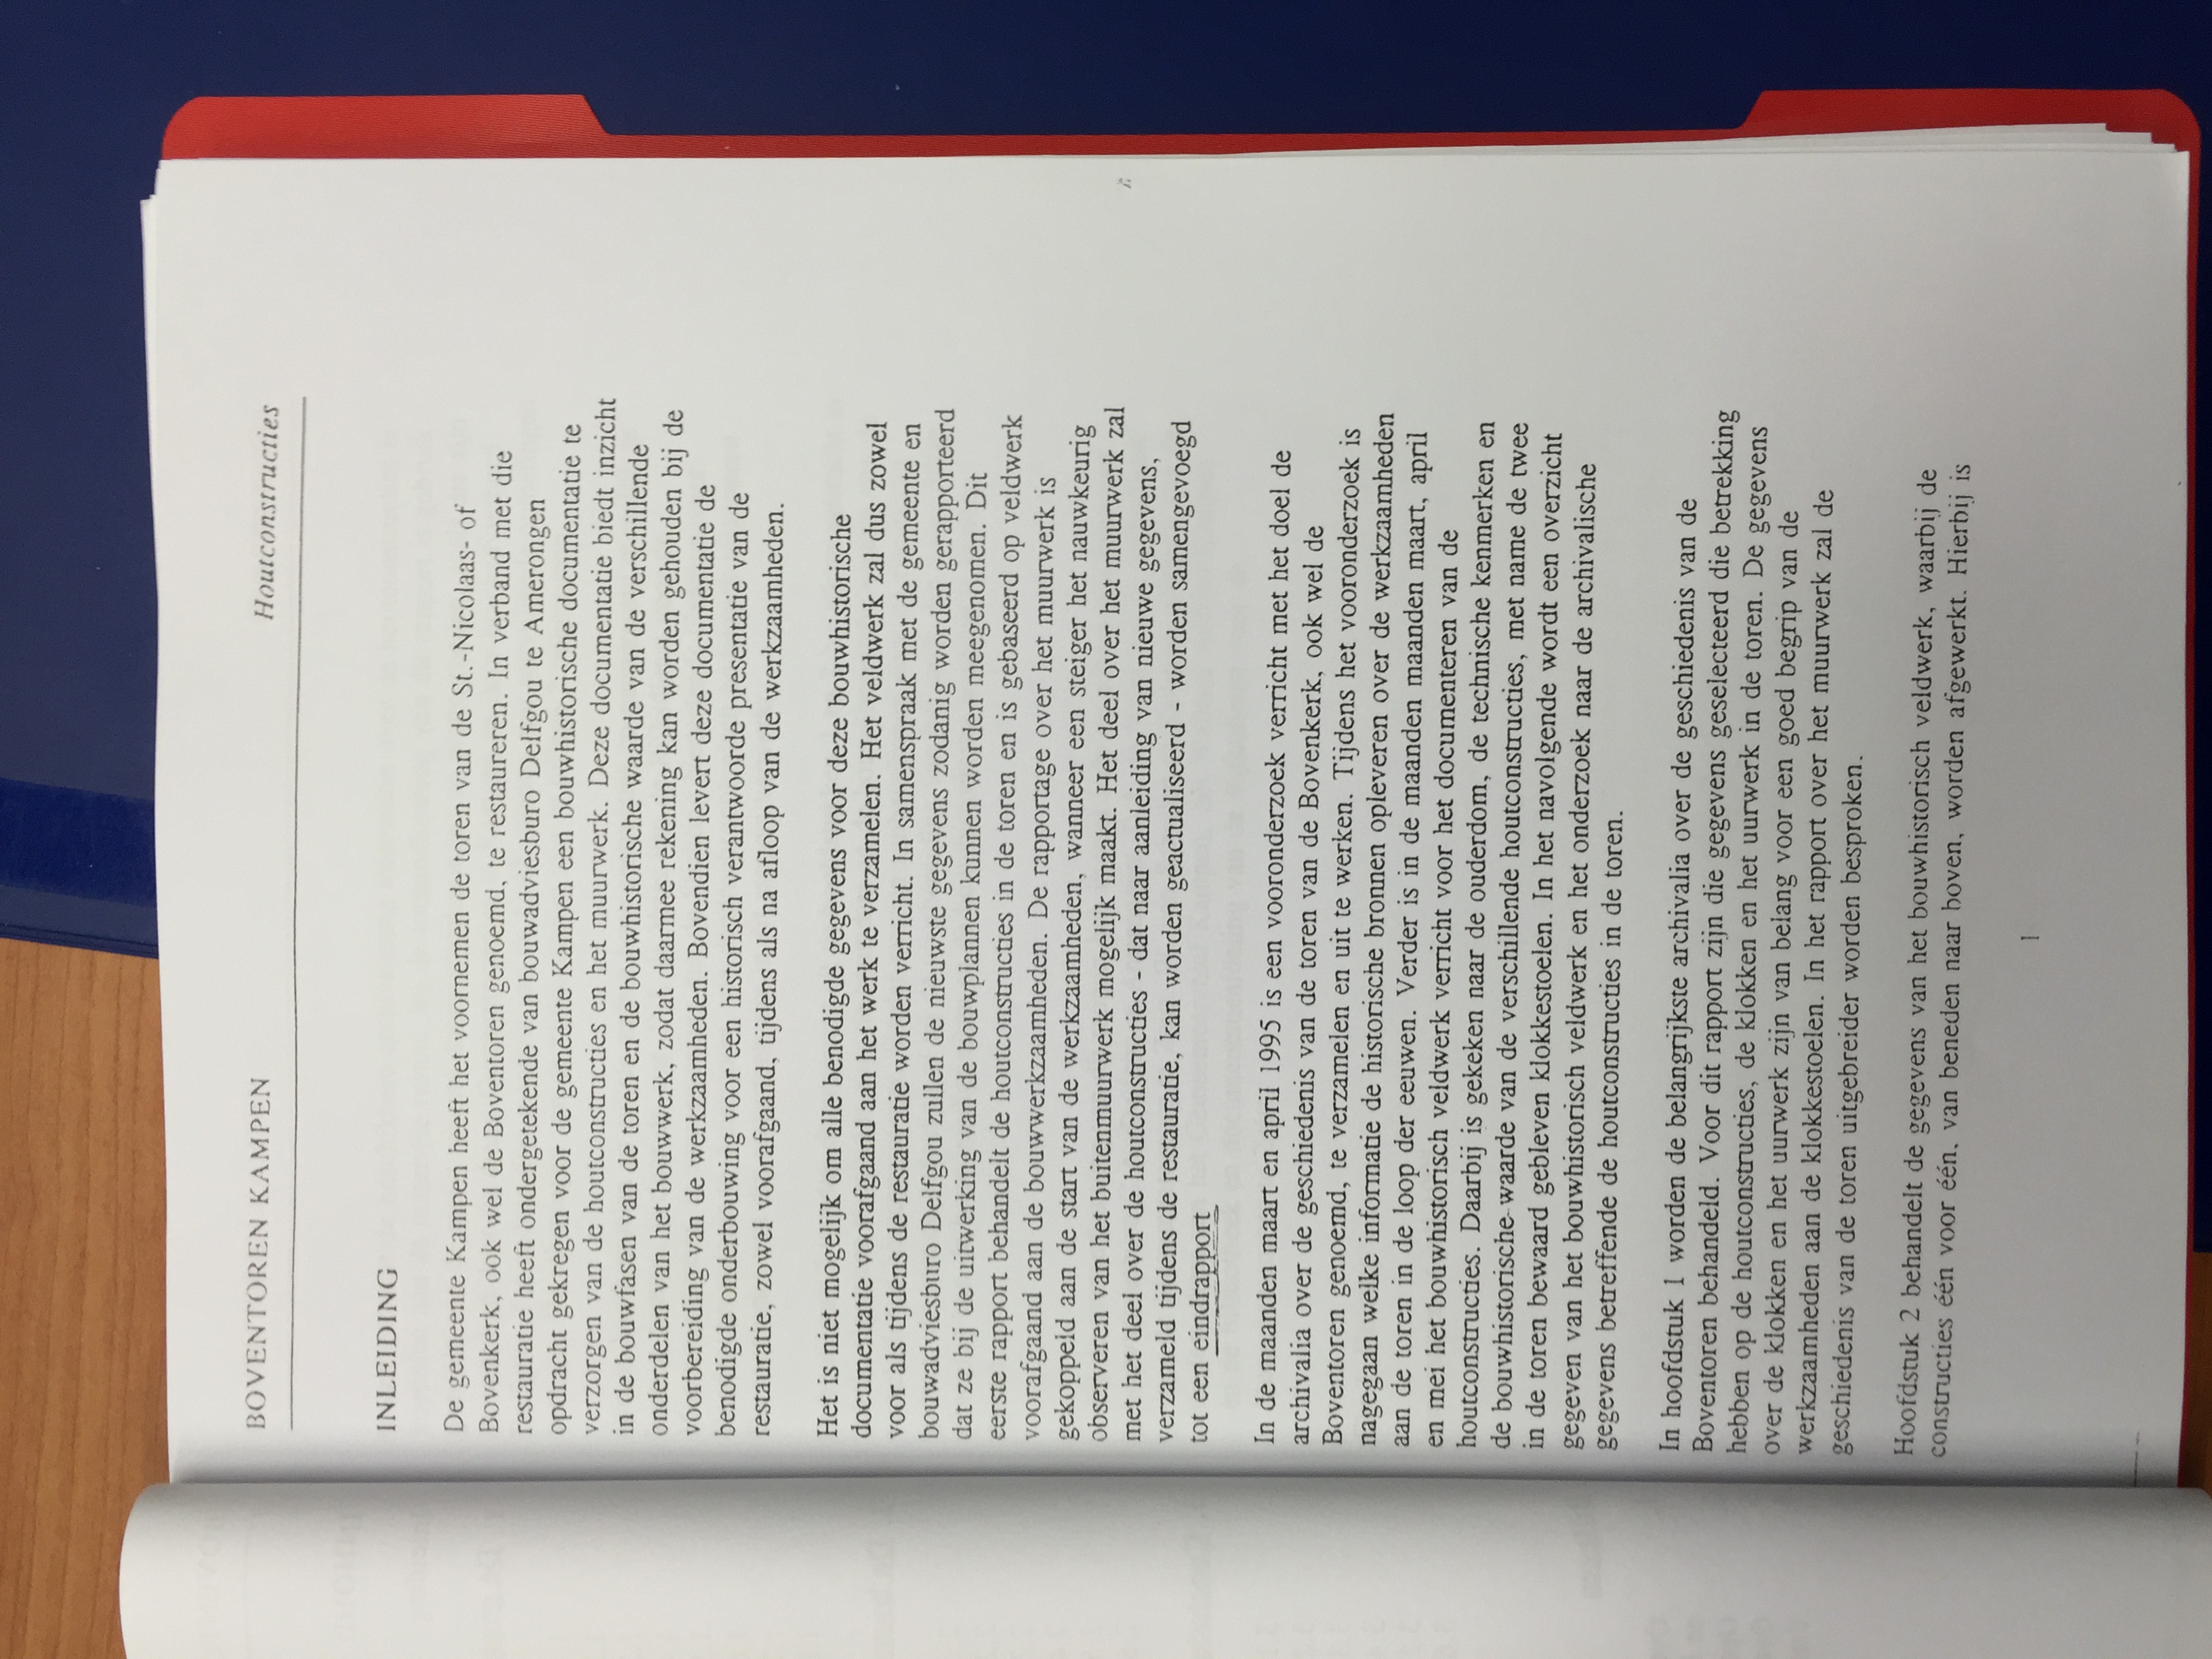 BOVENTOREN KAMPEN Houtconstructies
INLEIDING
De gemeente Kampen heeft het voornemen de toren van de St.-Nicolaas- of
Bovenkerk, ook wel de Boventoren genoemd, te restaureren. In verband met die
restauratie heeft ondergetekende van bouwadviesburo Delfgou te Amerongen
opdracht gekregen voor de gemeente Kampen een bouwhistorische documentatie te
verzorgen van de houtconstructies en het muurwerk. Deze documentatie biedt inzicht
in de bouwfasen van de toren en de bouwhistorische waarde van de verschillende
onderdelen van het bouwwerk, zodat daarmee rekening kan worden gehouden bij de
voorbereiding van de werkzaamheden. Bovendien levert deze documentatie de
benodigde onderbouwing voor een historisch verantwoorde presentatie van de
restauratie, zowel voorafgaand, tijdens als na afloop van de werkzaamheden.
Het is niet mogelijk om alle benodigde gegevens voor deze bouwhistorische
documentatie voorafgaand aan het werk te verzamelen. Het veldwerk zal dus zowel
voor als tijdens de restauratie worden verricht. In samenspraak met de gemeente en
bouwadviesburo Delfgou zullen de nieuwste gegevens zodanig worden gerapporteerd
dat ze bij de uitwerking van de bouwplannen kunnen worden meegenomen. Dit
eerste rapport behandelt de houtconstructies in de toren en is gebaseerd op veldwerk
voorafgaand aan de bouwwerkzaamheden. De rapportage over het muurwerk is
gekoppeld aan de start van de werkzaamheden, wanneer een steiger het nauwkeurig
observeren van het buitenmuurwerk mogelijk maakt. Het deel over het muurwerk zal
met het deel over de houtconstructies - dat naar aanleiding van nieuwe gegevens,
verzameld tijdens de restauratie, kan worden geactualiseerd - worden samengevoegd
tot een eindrapport
In de maanden maart en april 1995 is een vooronderzoek verricht met het doel de
archivalia over de geschiedenis van de toren van de Bovenkerk, ook wel de
Boventoren genoemd, te verzamelen en uit te werken. Tijdens het vooronderzoek is
nagegaan welke informatie de historische bronnen opleveren over de werkzaamheden
aan de toren in de loop der eeuwen. Verder is in de maanden maanden maart, april
en mei het bouwhistorisch veldwerk verricht voor het documenteren van de
houtconstructies. Daarbij is gekeken naar de ouderdom, de technische kenmerken en
de bouwhistorische waarde van de verschillende houtconstructies, met name de twee
in de toren bewaard gebleven klokkestoelen. In het navolgende wordt een overzicht
gegeven van het bouwhistorisch veldwerk en het onderzoek naar de archivalische
gegevens betreffende de houtconstructies in de toren.
In hoofdstuk 1 worden de belangrijkste archivalia over de geschiedenis van de
Boventoren behandeld. Voor dit rapport zijn die gegevens geselecteerd die betrekking
hebben op de houtconstructies, de klokken en het uurwerk in de toren. De gegevens
over de klokken en het uurwerk zijn van belang voor een goed begrip van de
werkzaamheden aan de klokkestoelen. In het rapport over het muurwerk zal de
geschiedenis van de toren uitgebreider worden besproken.
Hoofdstuk 2 behandelt de gegevens van het bouwhistorisch veldwerk, waarbij de
constructies één voor één, van beneden naar boven, worden afgewerkt. Hierbij is
1